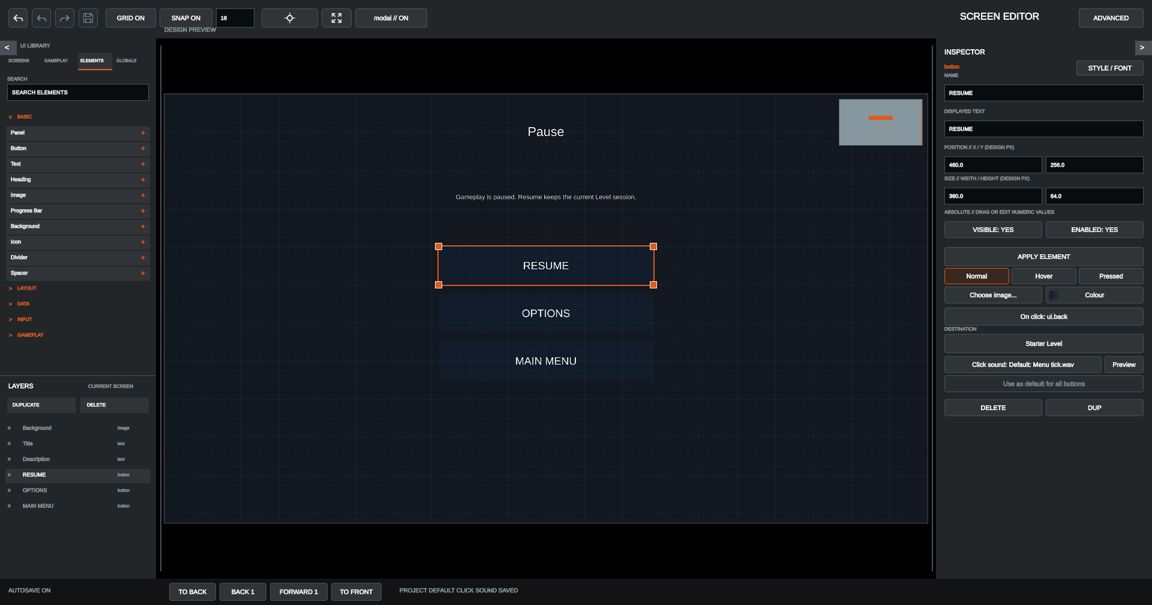 GRID ON
SNAP ON
16
modal // ON
SCREEN EDITOR
ADVANCED
DESIGN PREVIEW
<
UI LIBRARY
SCREENS
GAMEPLAY
ELEMENTS
GLOBALS
SEARCH
SEARCH ELEMENTS
BASIC
Panel +
Button +
Text +
Heading +
Image +
Progress Bar +
Background +
Icon +
Divider +
Spacer +
> LAYOUT
> DATA
> INPUT
> GAMEPLAY
LAYERS
CURRENT SCREEN
DUPLICATE
DELETE
Background image
Title text
Description text
RESUME button
OPTIONS button
MAIN MENU button
Pause
Gameplay is paused. Resume keeps the current Level session.
RESUME
OPTIONS
MAIN MENU
>
INSPECTOR
button
NAME
STYLE / FONT
RESUME
DISPLAYED TEXT
RESUME
POSITION // X / Y (DESIGN PX)
460.0
256.0
SIZE // WIDTH / HEIGHT (DESIGN PX)
360.0
64.0
ABSOLUTE // DRAG OR EDIT NUMERIC VALUES
VISIBLE: YES
ENABLED: YES
APPLY ELEMENT
Normal
Hover
Pressed
Choose image...
Colour
On click: ui.back
DESTINATION
Starter Level
Click sound: Default: Menu tick.wav
Preview
Use as default for all buttons
DELETE
DUP
AUTOSAVE ON
TO BACK
BACK 1
FORWARD 1
TO FRONT
PROJECT DEFAULT CLICK SOUND SAVED